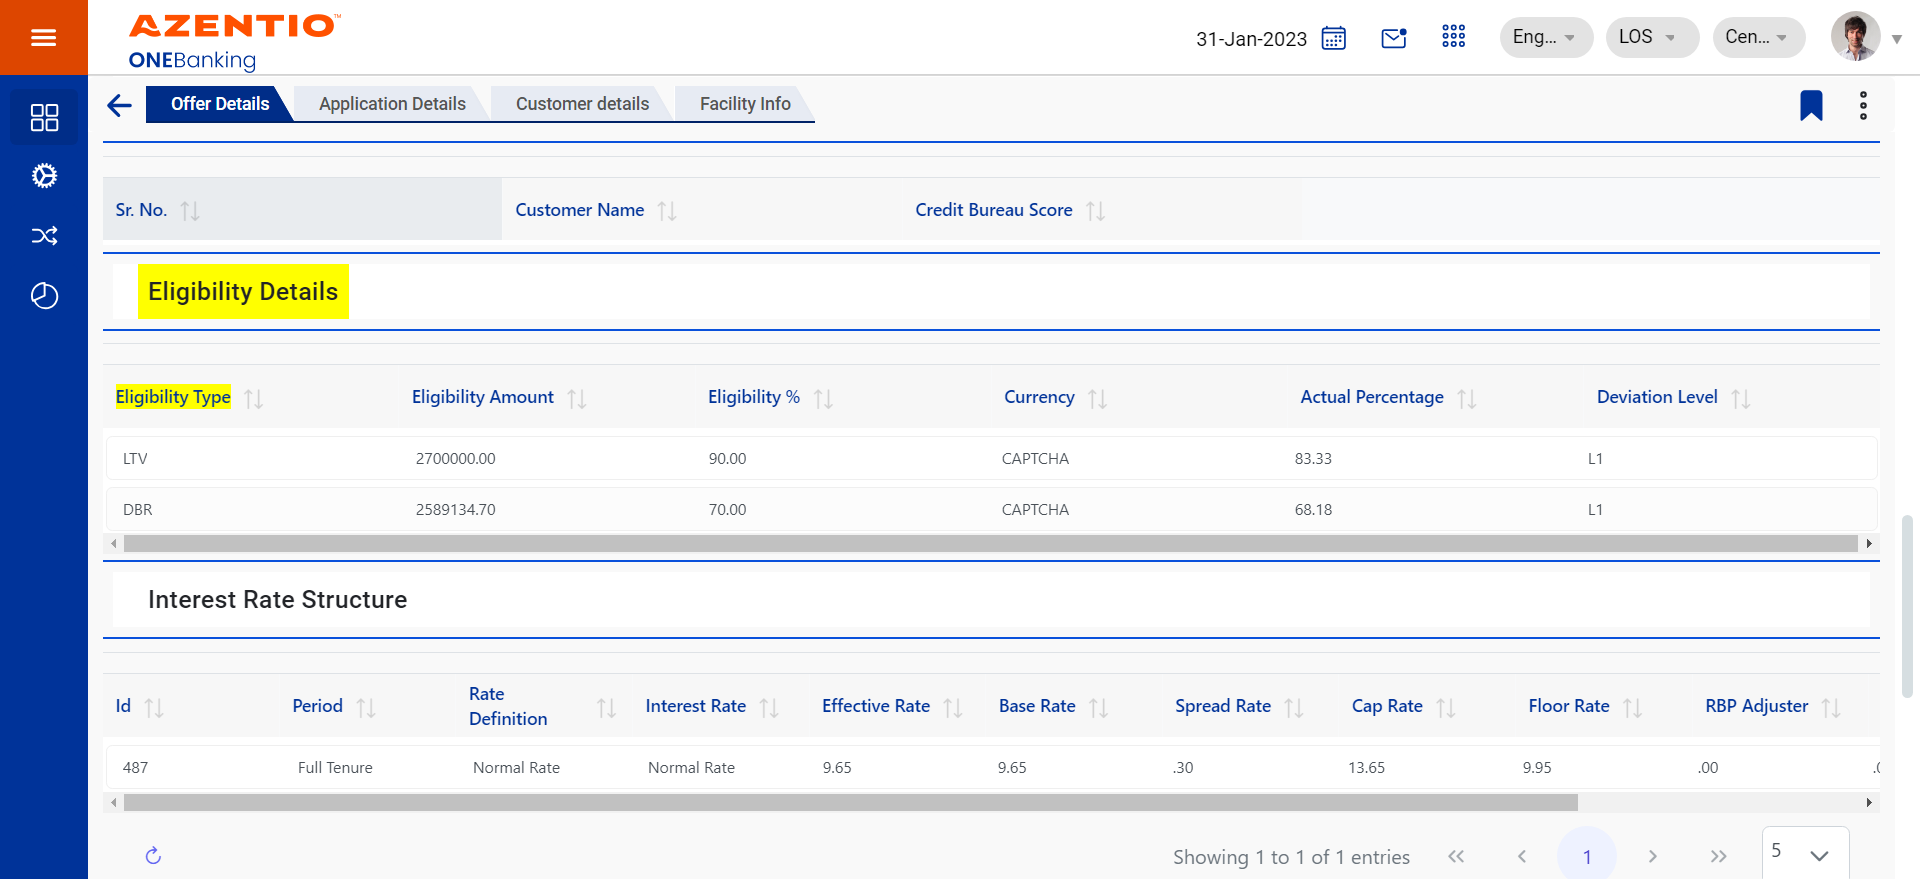 AZENTIO™
ONEBanking
31-Jan-2023
Eng...
LOS
Cen...
Offer Details
Application Details
Customer details
Facility Info
Sr. No.
Customer Name
Credit Bureau Score
Eligibility Details
Eligibility Type
Eligibility Amount
Eligibility %
Currency
Actual Percentage
Deviation Level
LTV
2700000.00
90.00
CAPTCHA
83.33
L1
DBR
2589134.70
70.00
CAPTCHA
68.18
L1
Interest Rate Structure
Id
Period
Rate
Definition
Interest Rate
Effective Rate
Base Rate
Spread Rate
Cap Rate
Floor Rate
RBP Adjuster
487
Full Tenure
Normal Rate
Normal Rate
9.65
9.65
.30
13.65
9.95
.00
Showing 1 to 1 of 1 entries
1
5